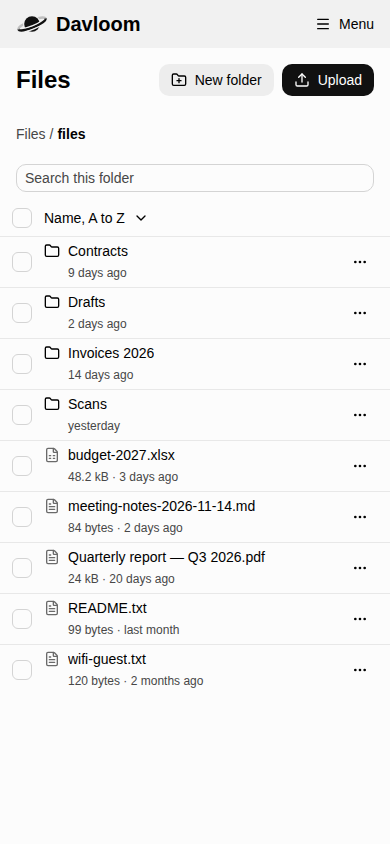 Davloom
Menu
Files
New folder
Upload
Files / files
Search this folder
Name, A to Z
Contracts
9 days ago
Drafts
2 days ago
Invoices 2026
14 days ago
Scans
yesterday
budget-2027.xlsx
48.2 kB · 3 days ago
meeting-notes-2026-11-14.md
84 bytes · 2 days ago
Quarterly report — Q3 2026.pdf
24 kB · 20 days ago
README.txt
99 bytes · last month
wifi-guest.txt
120 bytes · 2 months ago